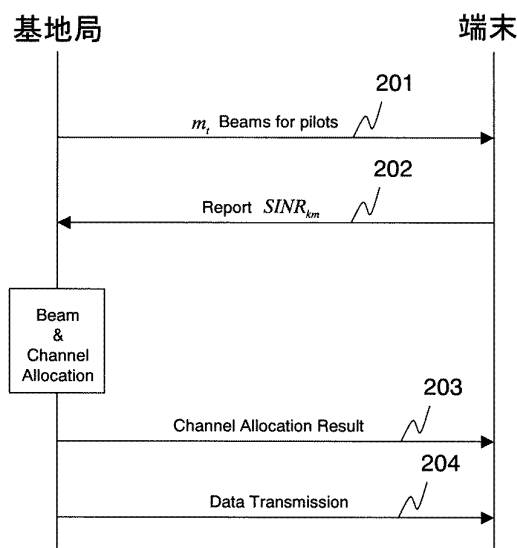 基地局
端末
201
m_t Beams for pilots
202
Report SINR_km
Beam
&
Channel
Allocation
203
Channel Allocation Result
204
Data Transmission